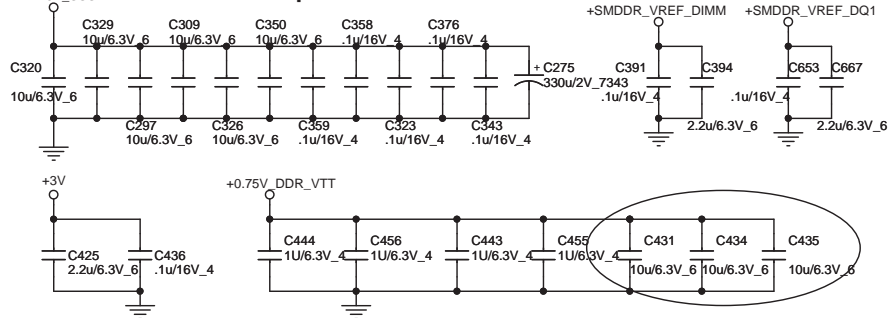 C329 C309 C350 C358 C376
10u/6.3V_6 10u/6.3V_6 10u/6.3V_6 .1u/16V_4 .1u/16V_4
C320
10u/6.3V_6
+ C275
330u/2V_7343
C297 C326 C359 C323 C343
10u/6.3V_6 10u/6.3V_6 .1u/16V_4 .1u/16V_4 .1u/16V_4
+SMDDR_VREF_DIMM
C391 C394
.1u/16V_4
2.2u/6.3V_6
+SMDDR_VREF_DQ1
C653 C667
.1u/16V_4
2.2u/6.3V_6
+3V
C425 C436
2.2u/6.3V_6 .1u/16V_4
+0.75V_DDR_VTT
C444 C456 C443 C455 C431 C434 C435
1U/6.3V_4 1U/6.3V_4 1U/6.3V_4 1U/6.3V_4
10u/6.3V_6 10u/6.3V_6 10u/6.3V_6